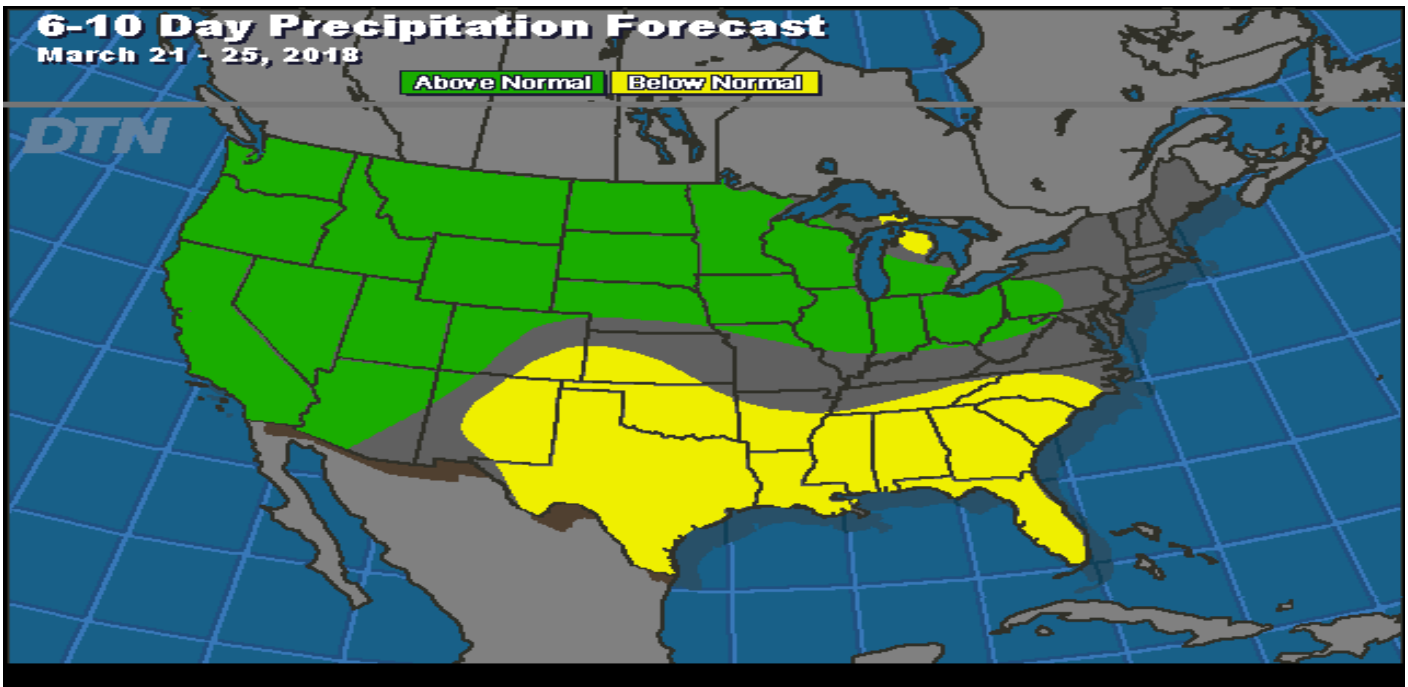 6-10 Day Precipitation Forecast
March 21 - 25, 2018
Above Normal Below Normal
DTN